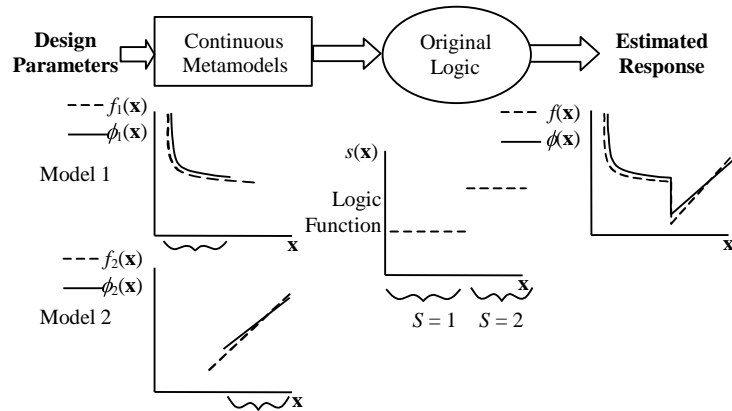 Design
Parameters
Continuous
Metamodels
Original
Logic
Estimated
Response
f₁(x)
ϕ₁(x)
Model 1
x
f₂(x)
ϕ₂(x)
Model 2
x
s(x)
Logic
Function
x
S = 1
S = 2
f(x)
ϕ(x)
x